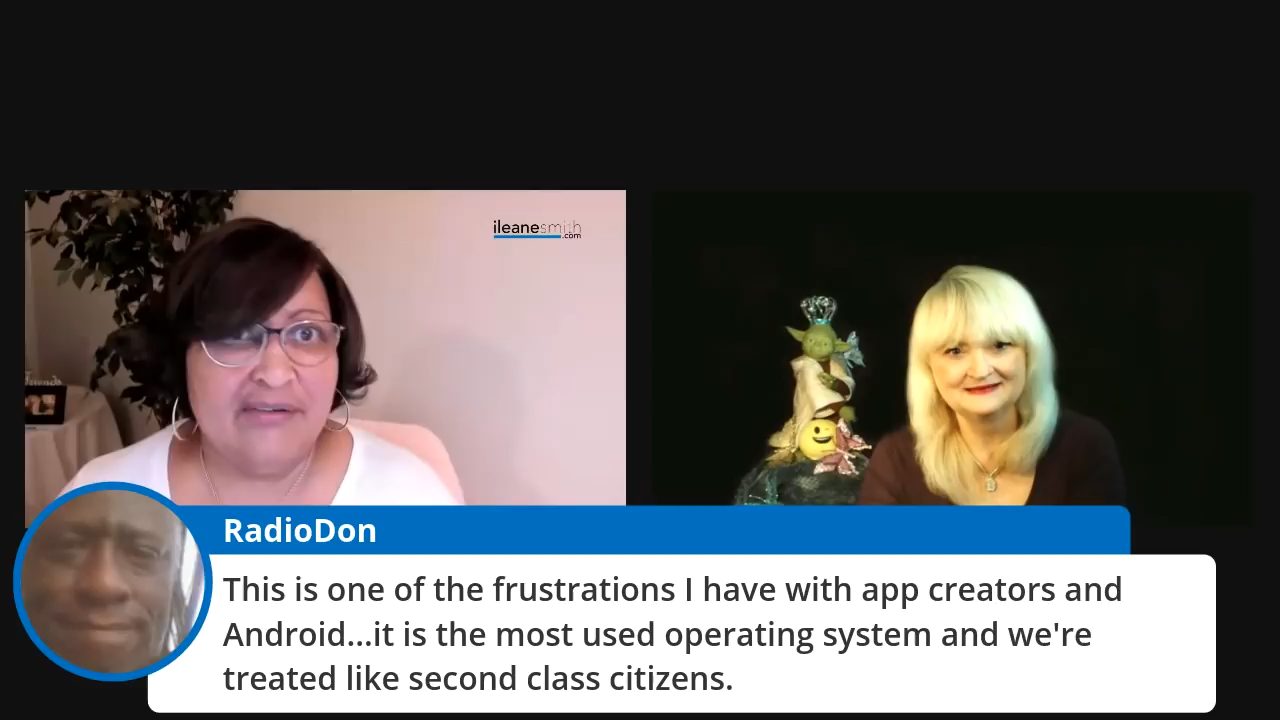 ileanesmith
.com
Friends
RadioDon
This is one of the frustrations I have with app creators and
Android...it is the most used operating system and we're
treated like second class citizens.